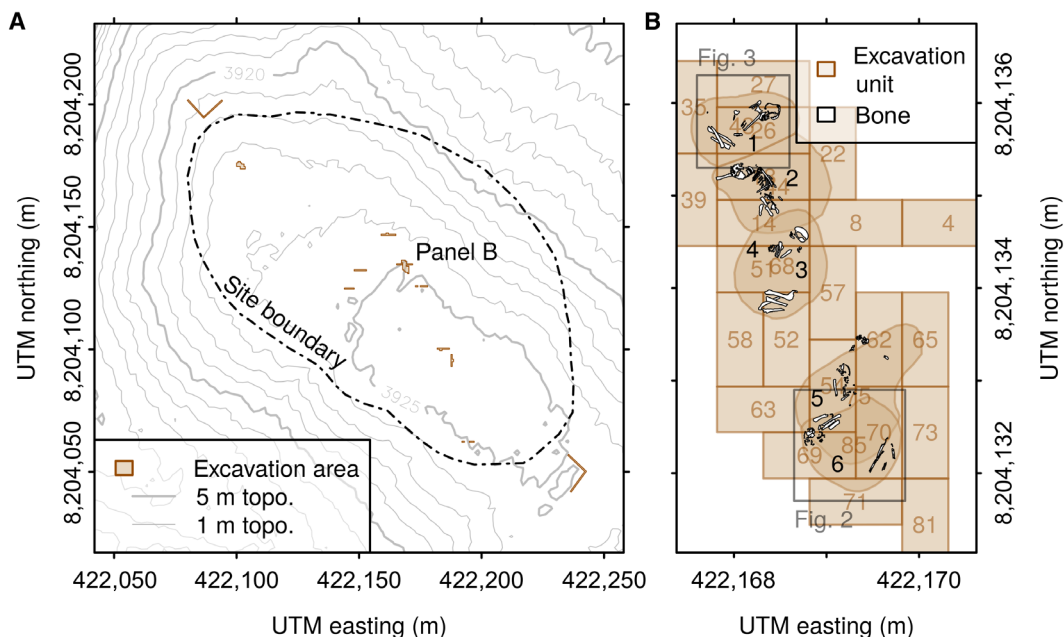 A
3920
Panel B
Site boundary
3925
Excavation area
5 m topo.
1 m topo.
8,204,200
8,204,150
8,204,100
8,204,050
UTM northing (m)
422,050
422,100
422,150
422,200
422,250
UTM easting (m)
B
Fig. 3
Excavation
unit
Bone
27
35
26
1
22
2
39
14
8
4
4
51
68
3
57
58
52
62
65
5
63
70
73
85
69
6
71
Fig. 2
81
8,204,136
8,204,134
8,204,132
UTM northing (m)
422,168
422,170
UTM easting (m)